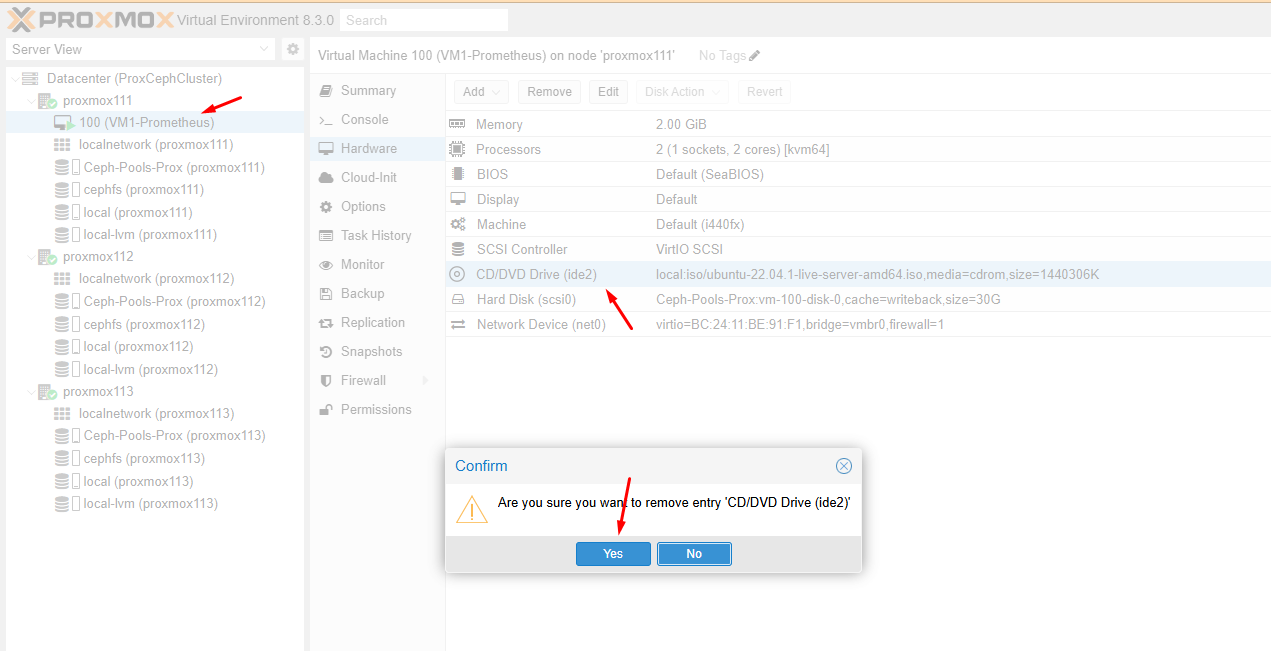 PROXMOX Virtual Environment 8.3.0 Search
Server View
Virtual Machine 100 (VM1-Prometheus) on node 'proxmox111' No Tags
Datacenter (ProxCephCluster)
proxmox111
100 (VM1-Prometheus)
localnetwork (proxmox111)
Ceph-Pools-Prox (proxmox111)
cephfs (proxmox111)
local (proxmox111)
local-lvm (proxmox111)
proxmox112
localnetwork (proxmox112)
Ceph-Pools-Prox (proxmox112)
cephfs (proxmox112)
local (proxmox112)
local-lvm (proxmox112)
proxmox113
localnetwork (proxmox113)
Ceph-Pools-Prox (proxmox113)
cephfs (proxmox113)
local (proxmox113)
local-lvm (proxmox113)
Summary
Console
Hardware
Cloud-Init
Options
Task History
Monitor
Backup
Replication
Snapshots
Firewall
Permissions
Add Remove Edit Disk Action Revert
Memory 2.00 GiB
Processors 2 (1 sockets, 2 cores) [kvm64]
BIOS Default (SeaBIOS)
Display Default
Machine Default (i440fx)
SCSI Controller VirtIO SCSI
CD/DVD Drive (ide2) local:iso/ubuntu-22.04.1-live-server-amd64.iso,media=cdrom,size=1440306K
Hard Disk (scsi0) Ceph-Pools-Prox:vm-100-disk-0,cache=writeback,size=30G
Network Device (net0) virtio=BC:24:11:BE:91:F1,bridge=vmbr0,firewall=1
Confirm
Are you sure you want to remove entry 'CD/DVD Drive (ide2)'
Yes No